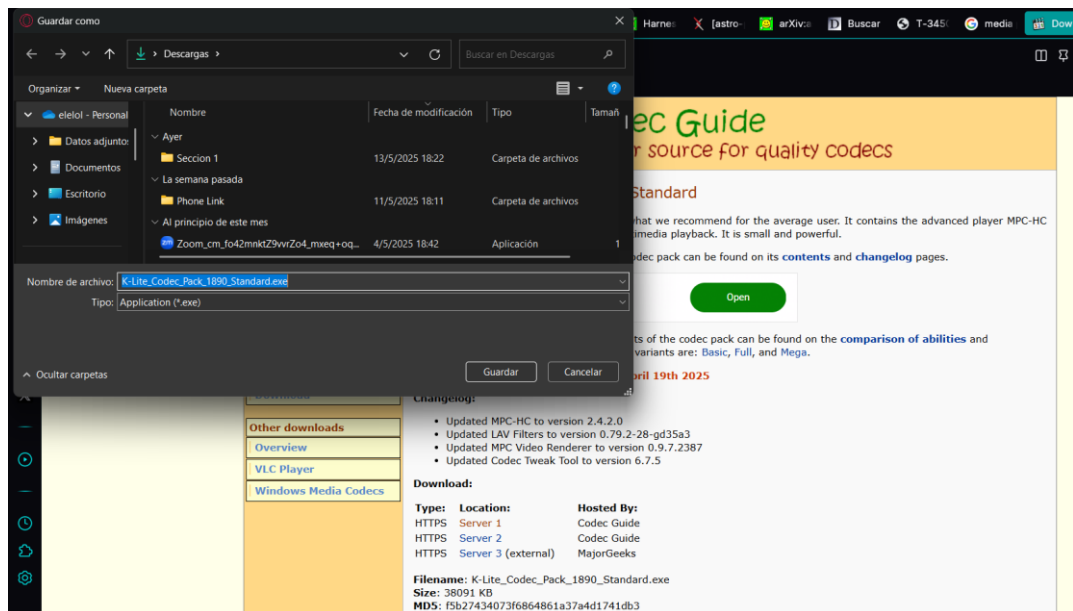 Guardar como
Harnes [astro- arXiv:a Buscar T-345( media Dow
Descargas
Buscar en Descargas
Organizar Nueva carpeta
Nombre Fecha de modificación Tipo Tamañ
elelol - Personal
Datos adjunto:
Documentos
Escritorio
Imágenes
Ayer
Seccion 1 13/5/2025 18:22 Carpeta de archivos
La semana pasada
Phone Link 11/5/2025 18:11 Carpeta de archivos
Al principio de este mes
Zoom_cm_fo42mnktZ9vvrZo4_mxeq+oq... 4/5/2025 18:42 Aplicación 1
Nombre de archivo: K-Lite_Codec_Pack_1890_Standard.exe
Tipo: Application (*.exe)
Ocultar carpetas
Guardar Cancelar
ec Guide
r source for quality codecs
Standard
hat we recommend for the average user. It contains the advanced player MPC-HC
imedia playback. It is small and powerful.
dec pack can be found on its contents and changelog pages.
Open
ts of the codec pack can be found on the comparison of abilities and
variants are: Basic, Full, and Mega.
pril 19th 2025
Download
Other downloads
Overview
VLC Player
Windows Media Codecs
Changelog:
• Updated MPC-HC to version 2.4.2.0
• Updated LAV Filters to version 0.79.2-28-gd35a3
• Updated MPC Video Renderer to version 0.9.7.2387
• Updated Codec Tweak Tool to version 6.7.5
Download:
Type: Location: Hosted By:
HTTPS Server 1 Codec Guide
HTTPS Server 2 Codec Guide
HTTPS Server 3 (external) MajorGeeks
Filename: K-Lite_Codec_Pack_1890_Standard.exe
Size: 38091 KB
MD5: f5b27434073f6864861a37a4d1741db3